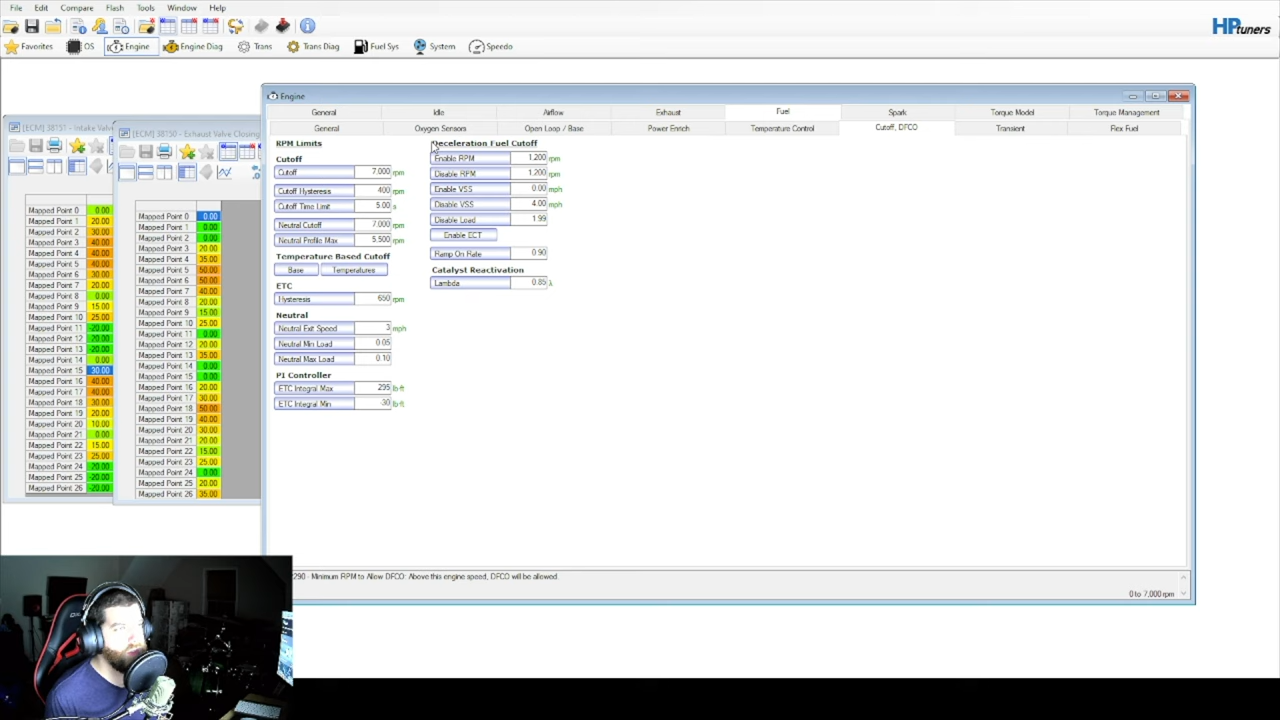 File Edit Compare Flash Tools Window Help
HPtuners
Favorites OS Engine Engine Diag Trans Trans Diag Fuel Sys System Speedo
Engine
General Idle Airflow Exhaust Fuel Spark Torque Model Torque Management
General Oxygen Sensors Open Loop / Base Power Enrich Temperature Control Cutoff, DFCO Transient Flex Fuel
[ECM] 38151 - Intake Valv
[ECM] 38150 - Exhaust Valve Closing
Mapped Point 0 0.00
Mapped Point 1 20.00
Mapped Point 2 30.00
Mapped Point 3 40.00
Mapped Point 4 40.00
Mapped Point 5 40.00
Mapped Point 6 30.00
Mapped Point 7 20.00
Mapped Point 8 0.00
Mapped Point 9 15.00
Mapped Point 10 25.00
Mapped Point 11 -20.00
Mapped Point 12 20.00
Mapped Point 13 -20.00
Mapped Point 14 0.00
Mapped Point 15 30.00
Mapped Point 16 40.00
Mapped Point 17 40.00
Mapped Point 18 30.00
Mapped Point 19 20.00
Mapped Point 20 10.00
Mapped Point 21 0.00
Mapped Point 22 15.00
Mapped Point 23 25.00
Mapped Point 24 -20.00
Mapped Point 25 -20.00
Mapped Point 26 -20.00
Mapped Point 0 0.00
Mapped Point 1 0.00
Mapped Point 2 0.00
Mapped Point 3 20.00
Mapped Point 4 35.00
Mapped Point 5 50.00
Mapped Point 6 50.00
Mapped Point 7 40.00
Mapped Point 8 20.00
Mapped Point 9 15.00
Mapped Point 10 25.00
Mapped Point 11 0.00
Mapped Point 12 20.00
Mapped Point 13 35.00
Mapped Point 14 0.00
Mapped Point 15 0.00
Mapped Point 16 20.00
Mapped Point 17 30.00
Mapped Point 18 50.00
Mapped Point 19 40.00
Mapped Point 20 30.00
Mapped Point 21 20.00
Mapped Point 22 15.00
Mapped Point 23 25.00
Mapped Point 24 0.00
Mapped Point 25 20.00
Mapped Point 26 35.00
RPM Limits
Cutoff
Cutoff 7,000 rpm
Cutoff Hysteresis 400 rpm
Cutoff Time Limit 5.00 s
Neutral Cutoff 7,000 rpm
Neutral Profile Max 5,500 rpm
Temperature Based Cutoff
Base Temperatures
ETC
Hysteresis 650 rpm
Neutral
Neutral Exit Speed 3 mph
Neutral Min Load 0.05
Neutral Max Load 0.10
PI Controller
ETC Integral Max 295 lb·ft
ETC Integral Min -30 lb·ft
Deceleration Fuel Cutoff
Enable RPM 1,200 rpm
Disable RPM 1,200 rpm
Enable VSS 0.00 mph
Disable VSS 4.00 mph
Disable Load 1.99
Enable ECT
Ramp On Rate 0.90
Catalyst Reactivation
Lambda 0.85 λ
290 - Minimum RPM to Allow DFCO: Above this engine speed, DFCO will be allowed
0 to 7,000 rpm